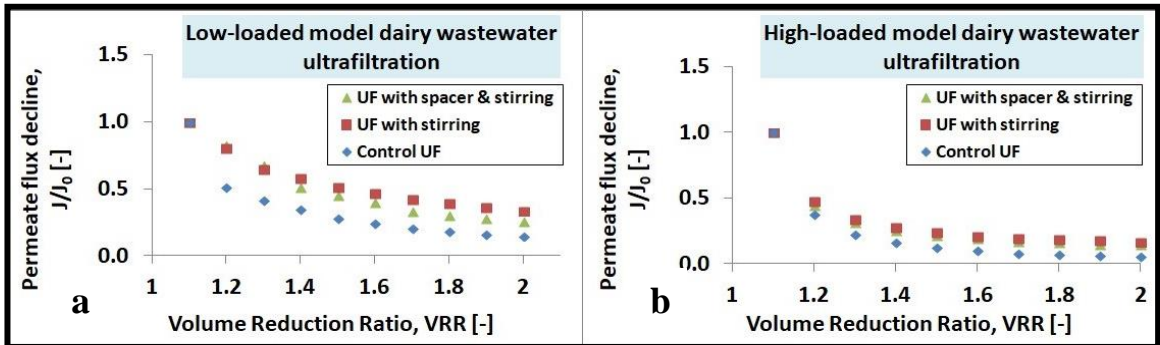 Low-loaded model dairy wastewater
ultrafiltration
Permeate flux decline,
J/J0 [-]
1.5
1.0
0.5
0.0
UF with spacer & stirring
UF with stirring
Control UF
1 1.2 1.4 1.6 1.8 2
a
Volume Reduction Ratio, VRR [-]
High-loaded model dairy wastewater
ultrafiltration
Permeate flux decline,
J/J0 [-]
1.5
1.0
0.5
0.0
UF with spacer & stirring
UF with stirring
Control UF
1 1.2 1.4 1.6 1.8 2
b
Volume Reduction Ratio, VRR [-]